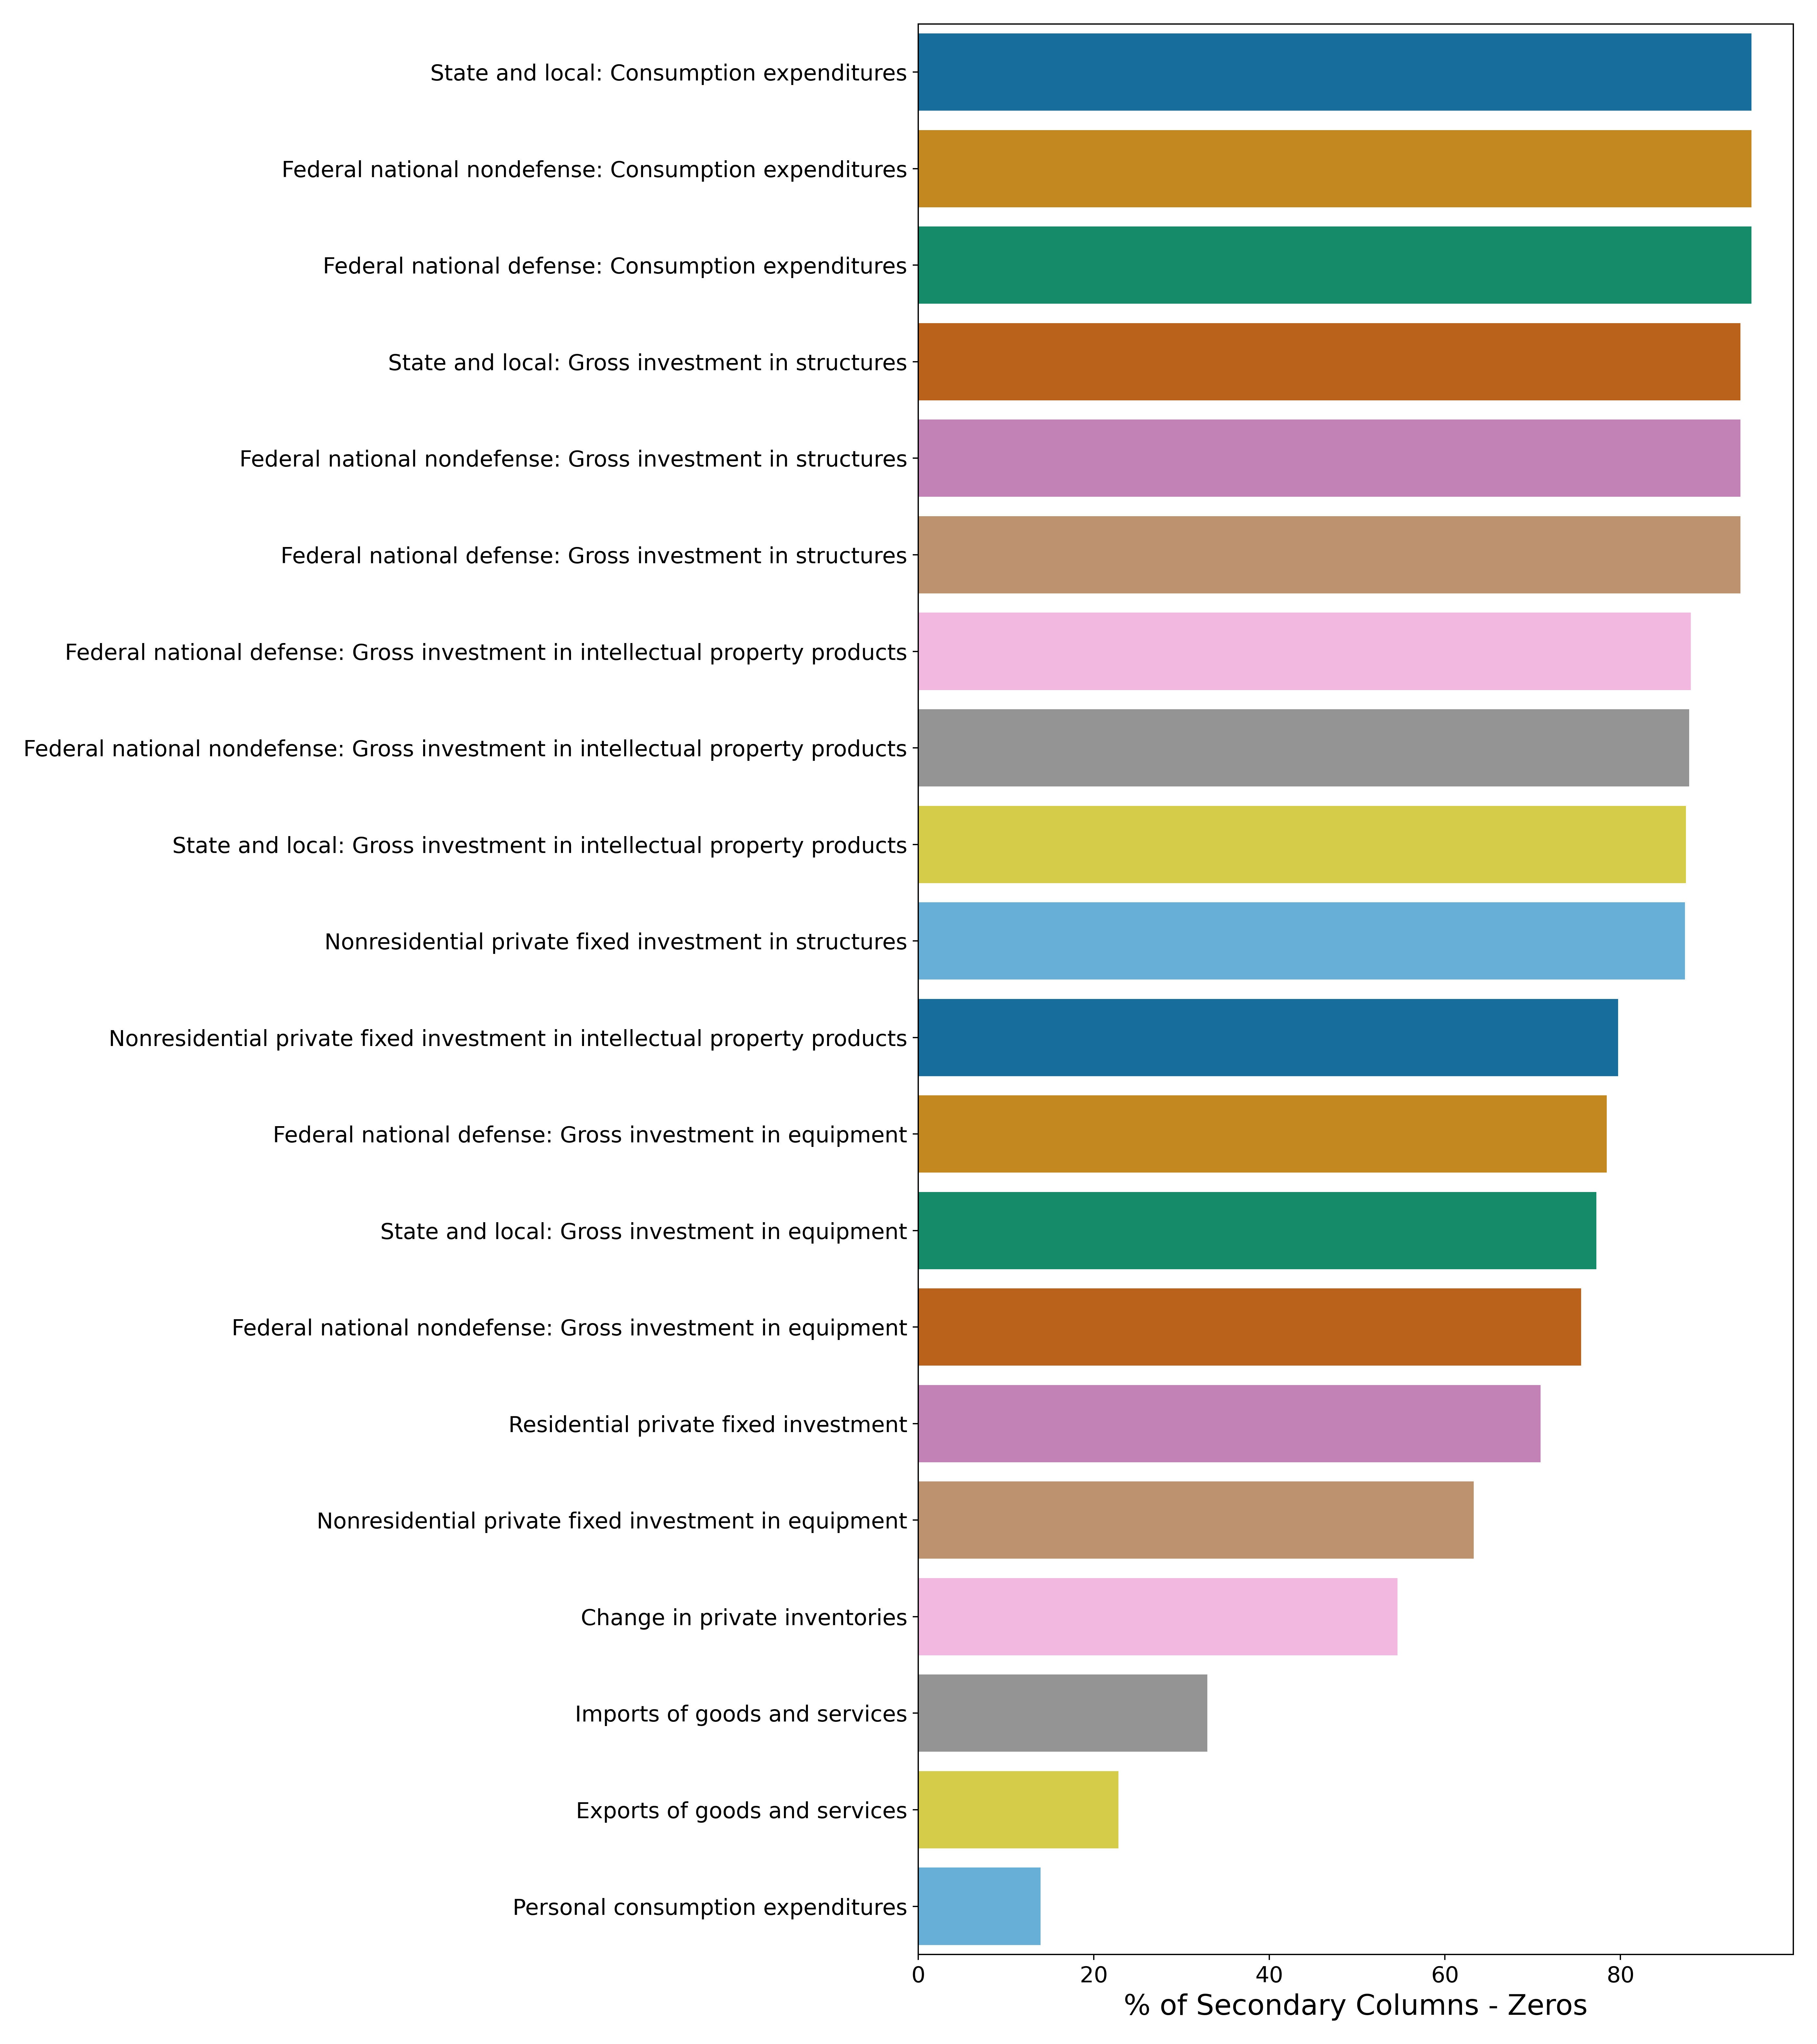 State and local: Consumption expenditures
Federal national nondefense: Consumption expenditures
Federal national defense: Consumption expenditures
State and local: Gross investment in structures
Federal national nondefense: Gross investment in structures
Federal national defense: Gross investment in structures
Federal national defense: Gross investment in intellectual property products
Federal national nondefense: Gross investment in intellectual property products
State and local: Gross investment in intellectual property products
Nonresidential private fixed investment in structures
Nonresidential private fixed investment in intellectual property products
Federal national defense: Gross investment in equipment
State and local: Gross investment in equipment
Federal national nondefense: Gross investment in equipment
Residential private fixed investment
Nonresidential private fixed investment in equipment
Change in private inventories
Imports of goods and services
Exports of goods and services
Personal consumption expenditures
0 20 40 60 80
% of Secondary Columns - Zeros